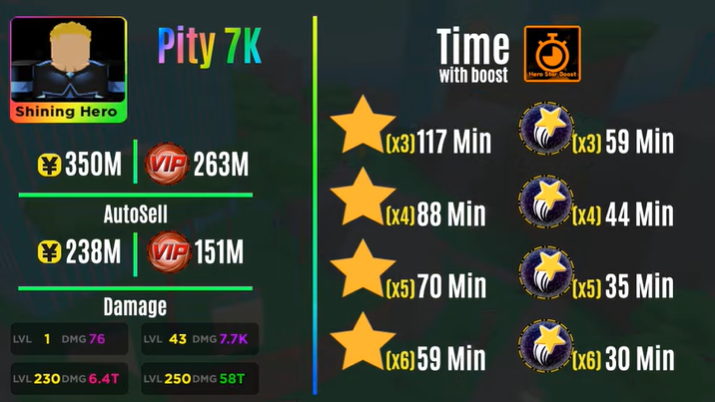 Pity 7K
Shining Hero
¥ 350M VIP 263M
AutoSell
¥ 238M VIP 151M
Damage
LVL 1 DMG 76 LVL 43 DMG 7.7K
LVL 230 DMG 6.4T LVL 250 DMG 58T
Time
with boost
Hero Star Boost
(x3) 117 Min (x3) 59 Min
(x4) 88 Min (x4) 44 Min
(x5) 70 Min (x5) 35 Min
(x6) 59 Min (x6) 30 Min